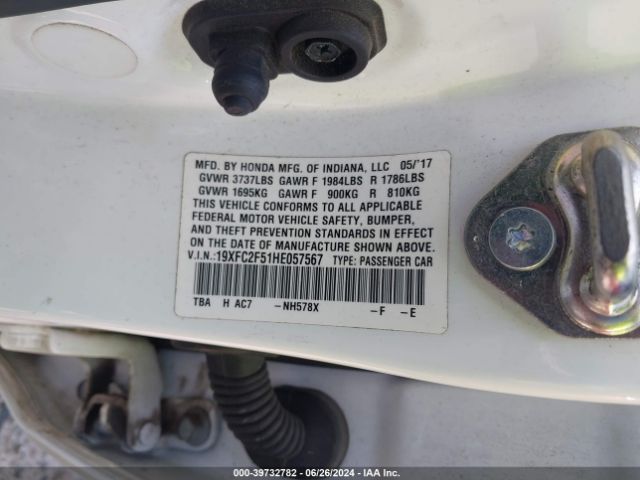 MFD. BY HONDA MFG. OF INDIANA, LLC 05/'17
GVWR 3737LBS GAWR F 1984LBS R 1786LBS
GVWR 1695KG GAWR F 900KG R 810KG
THIS VEHICLE CONFORMS TO ALL APPLICABLE
FEDERAL MOTOR VEHICLE SAFETY, BUMPER,
AND THEFT PREVENTION STANDARDS IN EFFECT
ON THE DATE OF MANUFACTURE SHOWN ABOVE.
V.I.N.:19XFC2F51HE057567 TYPE: PASSENGER CAR
TBA H AC7 -NH578X -F -E
000-39732782 / 06/26/2024 / IAA Inc.